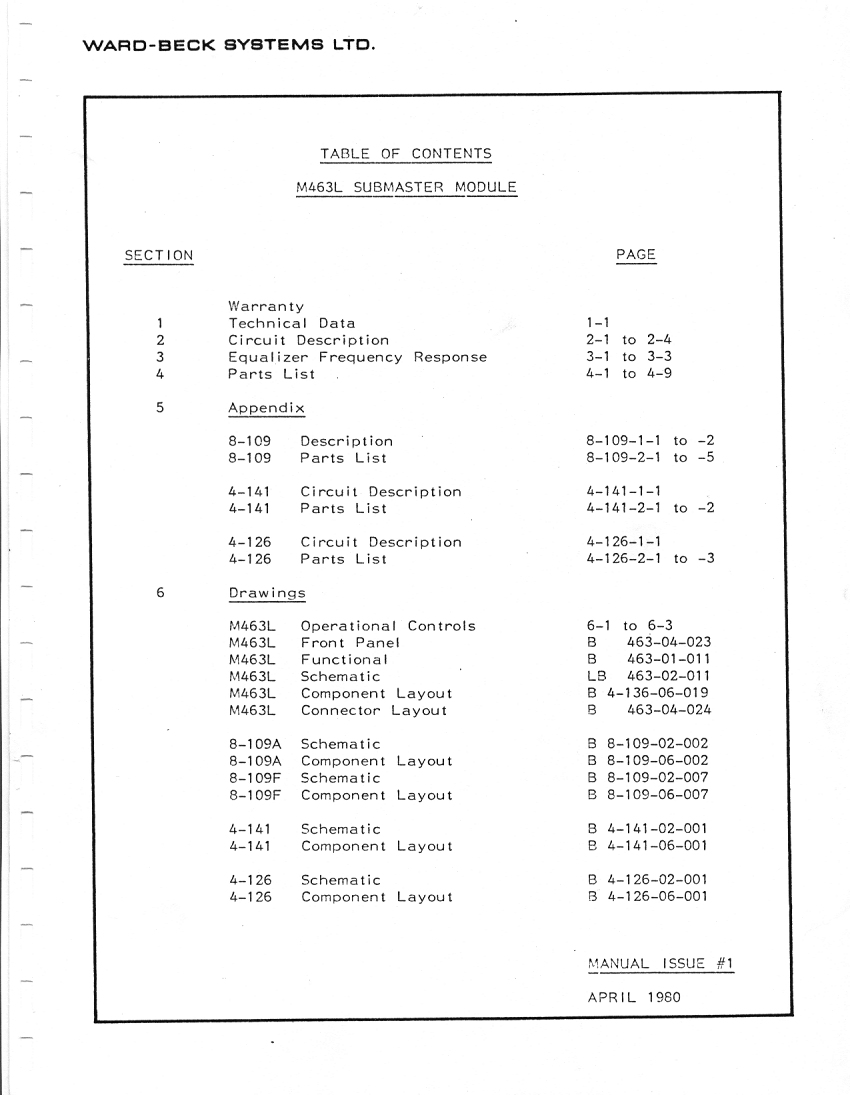 WARD-BECK SYSTEMS LTD.
TABLE OF CONTENTS
M463L SUBMASTER MODULE
SECTION PAGE
Warranty
1 Technical Data 1-1
2 Circuit Description 2-1 to 2-4
3 Equalizer Frequency Response 3-1 to 3-3
4 Parts List 4-1 to 4-9
5 Appendix
8-109 Description 8-109-1-1 to -2
8-109 Parts List 8-109-2-1 to -5
4-141 Circuit Description 4-141-1-1
4-141 Parts List 4-141-2-1 to -2
4-126 Circuit Description 4-126-1-1
4-126 Parts List 4-126-2-1 to -3
6 Drawings
M463L Operational Controls 6-1 to 6-3
M463L Front Panel B 463-04-023
M463L Functional B 463-01-011
M463L Schematic LB 463-02-011
M463L Component Layout B 4-136-06-019
M463L Connector Layout B 463-04-024
8-109A Schematic B 8-109-02-002
8-109A Component Layout B 8-109-06-002
8-109F Schematic B 8-109-02-007
8-109F Component Layout B 8-109-06-007
4-141 Schematic B 4-141-02-001
4-141 Component Layout B 4-141-06-001
4-126 Schematic B 4-126-02-001
4-126 Component Layout B 4-126-06-001
MANUAL ISSUE #1
APRIL 1980